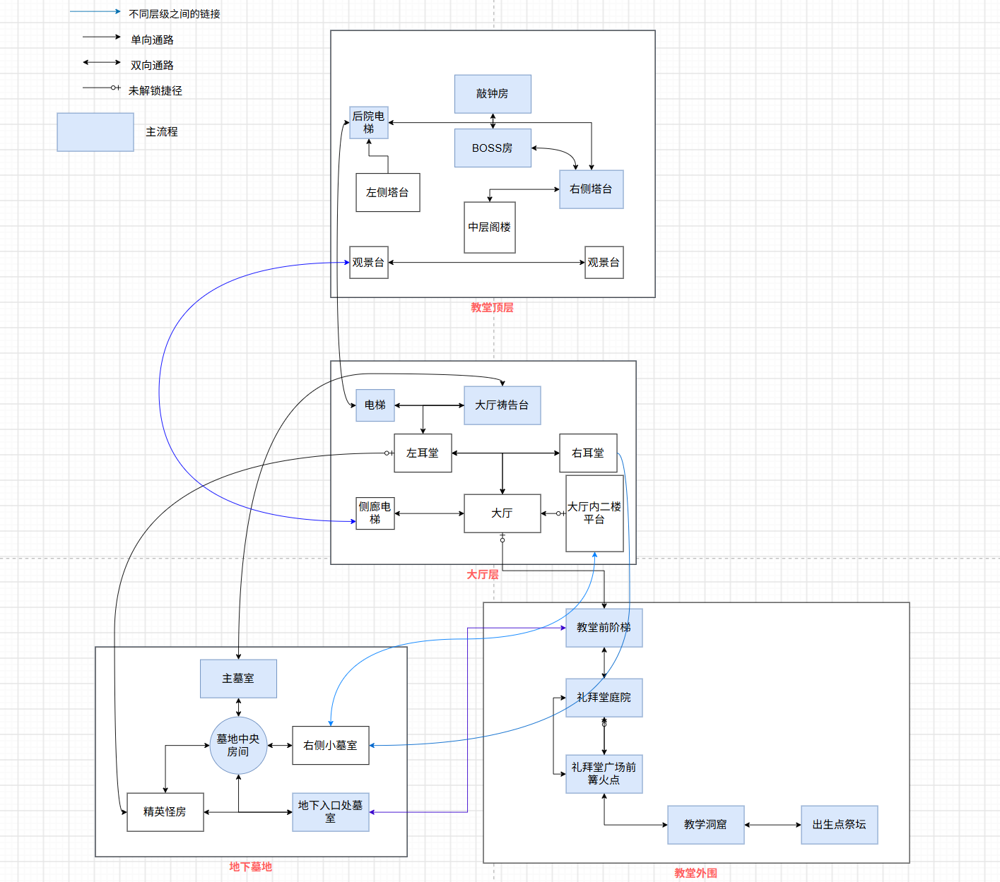 不同层级之间的链接
单向通路
双向通路
未解锁捷径
主流程
敲钟房
后院电
梯
BOSS房
左侧塔台
右侧塔台
中层阁楼
观景台
观景台
教堂顶层
电梯
大厅祷告台
左耳堂
右耳堂
侧廊电
梯
大厅
大厅内二楼
平台
大厅层
教堂前阶梯
主墓室
礼拜堂庭院
墓地中央
房间
右侧小墓室
礼拜堂广场前
篝火点
精英怪房
地下入口处墓
室
教学洞窟
出生点祭坛
地下墓地
教堂外围